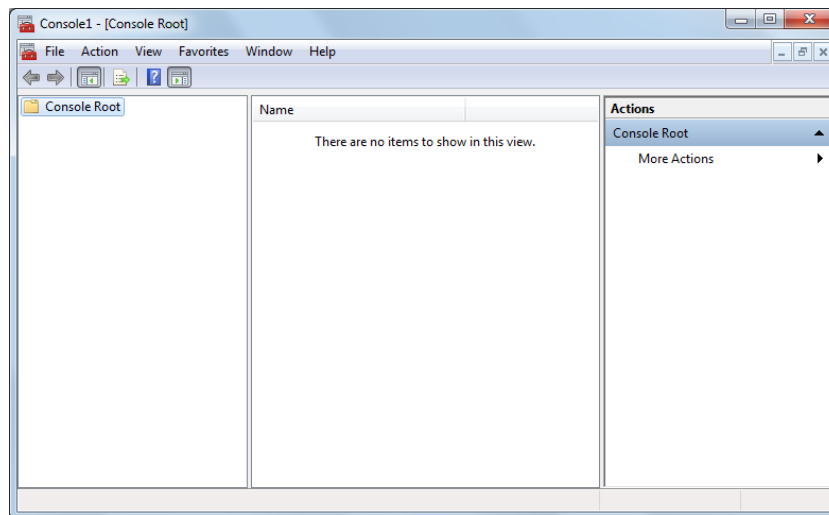 Console1 - [Console Root]
File Action View Favorites Window Help
Console Root
Name
There are no items to show in this view.
Actions
Console Root
More Actions